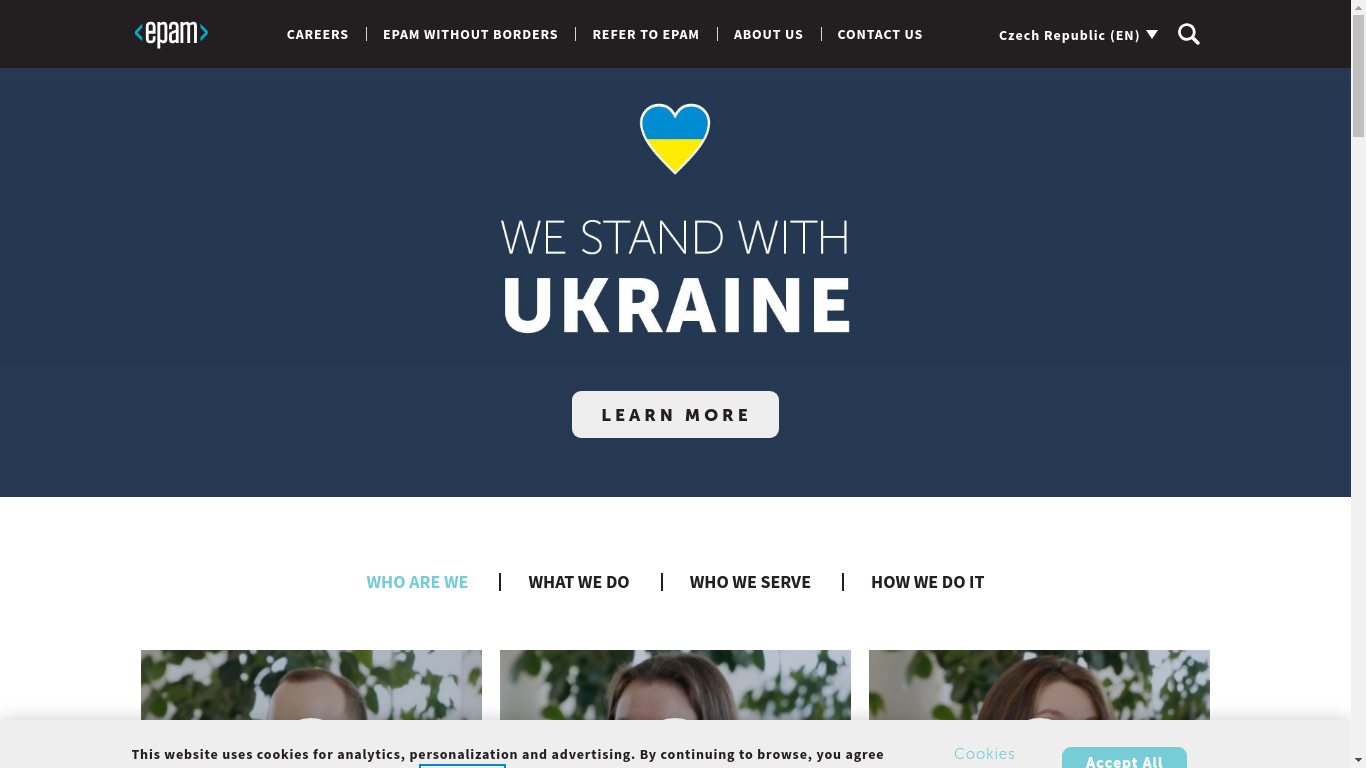 <epam>
CAREERS
EPAM WITHOUT BORDERS
REFER TO EPAM
ABOUT US
CONTACT US
Czech Republic (EN)
WE STAND WITH
UKRAINE
LEARN MORE
WHO ARE WE
WHAT WE DO
WHO WE SERVE
HOW WE DO IT
This website uses cookies for analytics, personalization and advertising. By continuing to browse, you agree
Cookies
Accept All